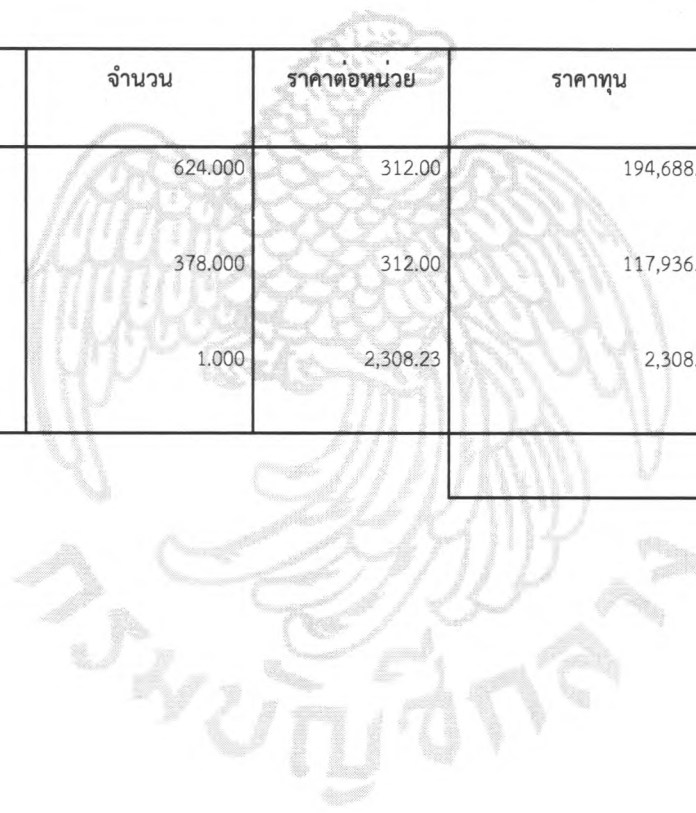 จำนวน ราคาต่อหน่วย ราคาทุน
624.000 312.00 194,688.
378.000 312.00 117,936.
1.000 2,308.23 2,308.
กรมบัญชีกลาง